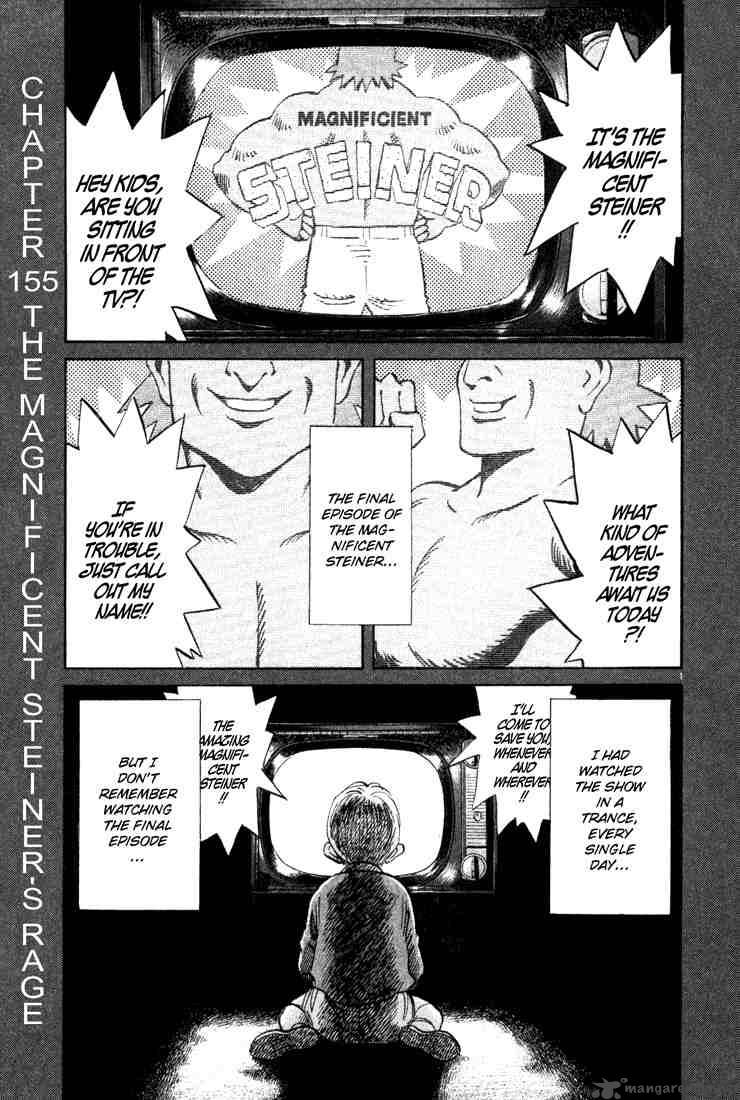 CHAPTER 155 THE MAGNIFICENT STEINER'S RAGE
IT'S THE
MAGNIFI-
CENT
STEINER
!!
MAGNIFICIENT
STEINER
HEY KIDS,
ARE YOU
SITTING
IN FRONT
OF THE
TV?!
WHAT
KIND OF
ADVEN-
TURES
AWAIT US
TODAY
?!
THE FINAL
EPISODE OF
THE MAG-
NIFICENT
STEINER...
IF
YOU'RE IN
TROUBLE,
JUST CALL
OUT MY
NAME!!
I HAD
WATCHED
THE SHOW
IN A
TRANCE,
EVERY
SINGLE
DAY...
I'LL
COME TO
SAVE YOU,
WHENEVER
AND
WHEREVER
!!
THE
AMAZING
MAGNIFI-
CENT
STEINER
!!
BUT I
DON'T
REMEMBER
WATCHING
THE FINAL
EPISODE
...
1